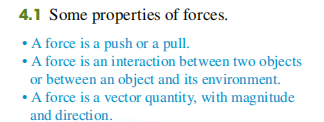 4.1 Some properties of forces.
• A force is a push or a pull.
• A force is an interaction between two objects
or between an object and its environment.
• A force is a vector quantity, with magnitude
and direction.